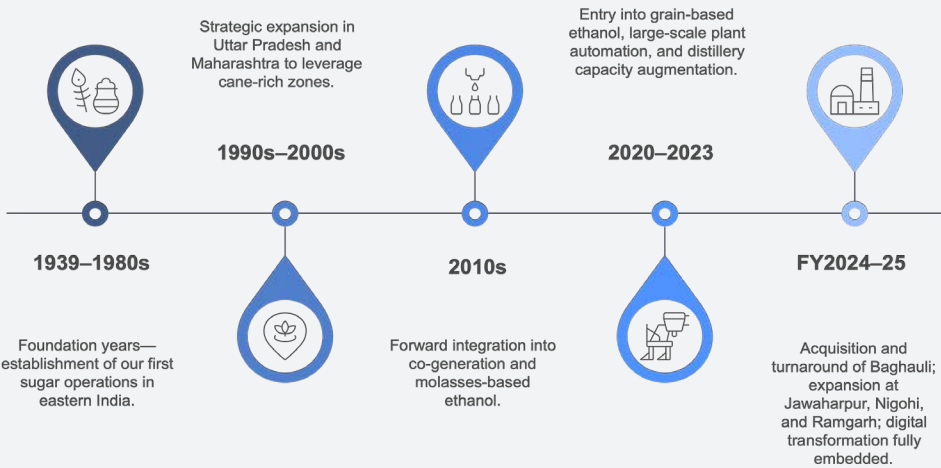 1939–1980s
Foundation years—
establishment of our first
sugar operations in
eastern India.
Strategic expansion in
Uttar Pradesh and
Maharashtra to leverage
cane-rich zones.
1990s–2000s
2010s
Forward integration into
co-generation and
molasses-based
ethanol.
Entry into grain-based
ethanol, large-scale plant
automation, and distillery
capacity augmentation.
2020–2023
FY2024–25
Acquisition and
turnaround of Baghauli;
expansion at
Jawaharpur, Nigohi,
and Ramgarh; digital
transformation fully
embedded.